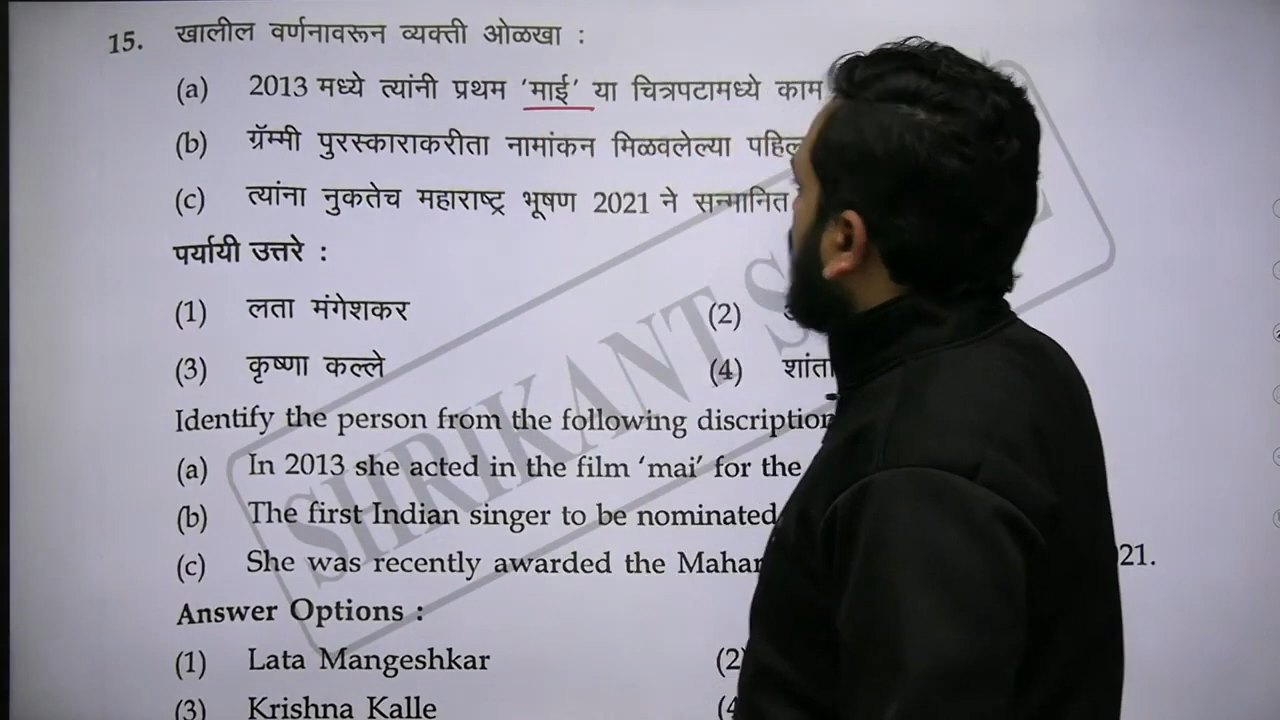 15. खालील वर्णनावरून व्यक्ती ओळखा :
(a) 2013 मध्ये त्यांनी प्रथम ‘माई’ या चित्रपटामध्ये काम
(b) ग्रॅम्मी पुरस्काराकरीता नामांकन मिळवलेल्या
(c) त्यांना नुकतेच महाराष्ट्र भूषण 2021 ने सन्मानित
पर्यायी उत्तरे :
(1) लता मंगेशकर (2)
(3) कृष्णा कल्ले (4) शांता
Identify the person from the following discription
(a) In 2013 she acted in the film ‘mai’ for the
(b) The first Indian singer to be nominated
(c) She was recently awarded the 21.
Answer Options :
(1) Lata Mangeshkar (2)
(3) Krishna Kalle
SHRIKANT